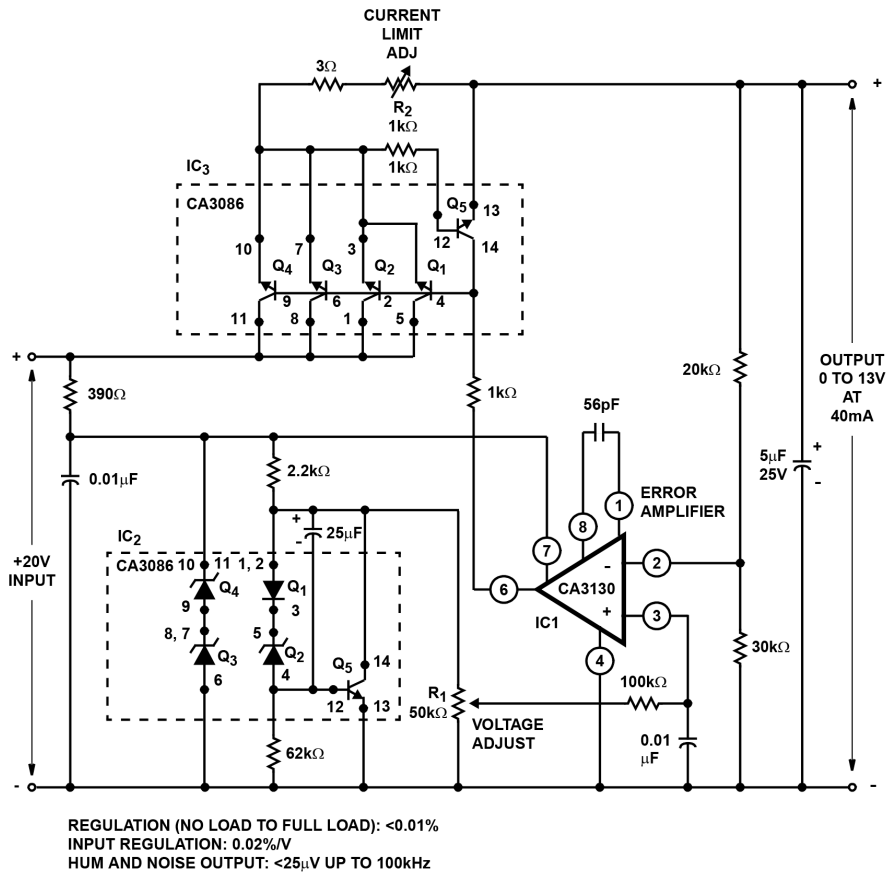 CURRENT
LIMIT
ADJ
3Ω
R2
1kΩ
1kΩ
IC3
CA3086
Q5
13
12
14
10
7
3
Q4
Q3
Q2
Q1
9
6
2
4
11
8
1
5
+
+
390Ω
1kΩ
20kΩ
OUTPUT
0 TO 13V
AT
40mA
56pF
0.01µF
2.2kΩ
5µF
25V
+
-
1
ERROR
AMPLIFIER
8
+
-
25µF
IC2
+20V
INPUT
CA3086
10
11
1, 2
Q4
Q1
9
3
8, 7
5
Q3
Q2
6
4
Q5
14
12
13
7
6
-
2
CA3130
+
3
IC1
4
30kΩ
R1
50kΩ
VOLTAGE
ADJUST
100kΩ
0.01
µF
62kΩ
-
-
REGULATION (NO LOAD TO FULL LOAD): <0.01%
INPUT REGULATION: 0.02%/V
HUM AND NOISE OUTPUT: <25µV UP TO 100kHz